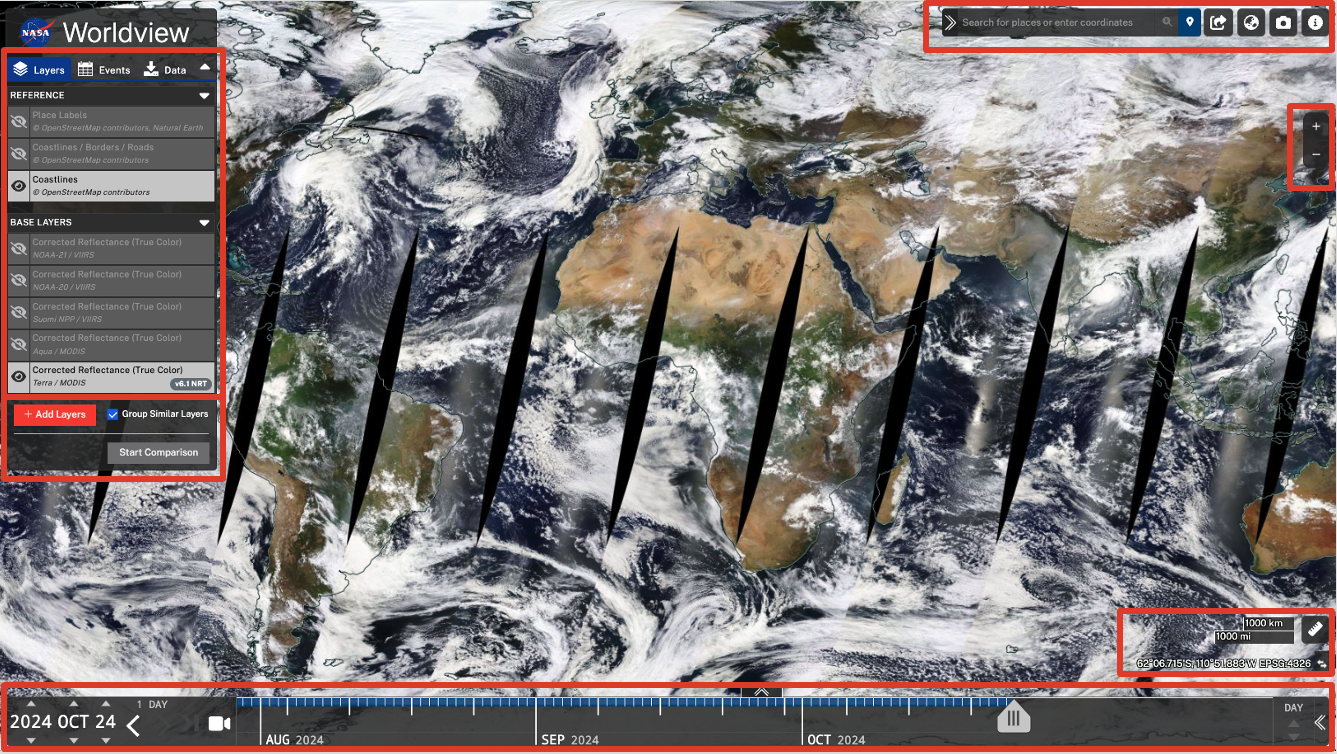 NASA Worldview
Search for places or enter coordinates
Layers Events Data
REFERENCE
Place Labels
© OpenStreetMap contributors, Natural Earth
Coastlines / Borders / Roads
© OpenStreetMap contributors
Coastlines
© OpenStreetMap contributors
BASE LAYERS
Corrected Reflectance (True Color)
NOAA-21 / VIIRS
Corrected Reflectance (True Color)
NOAA-20 / VIIRS
Corrected Reflectance (True Color)
Suomi NPP / VIIRS
Corrected Reflectance (True Color)
Aqua / MODIS
Corrected Reflectance (True Color)
Terra / MODIS v6.1 NRT
+ Add Layers Group Similar Layers
Start Comparison
1000 km
1000 mi
62°06.715'S, 110°51.883'W EPSG:4326
1 DAY
2024 OCT 24
AUG 2024
SEP 2024
OCT 2024
DAY